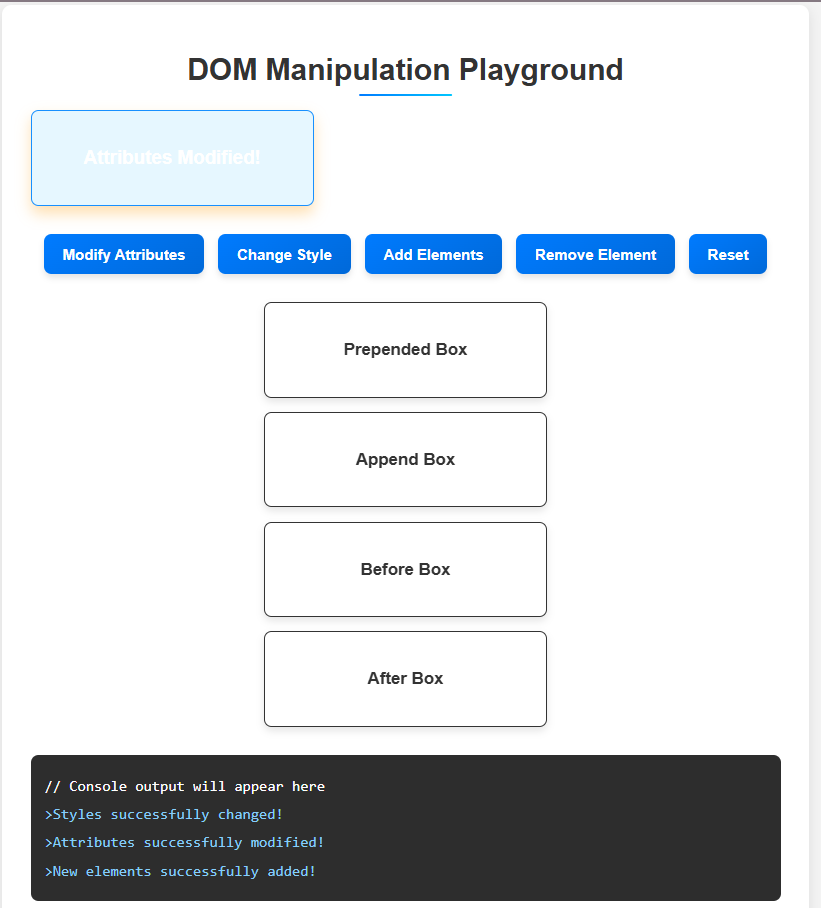 DOM Manipulation Playground
Attributes Modified!
Modify Attributes
Change Style
Add Elements
Remove Element
Reset
Prepended Box
Append Box
Before Box
After Box
// Console output will appear here
>Styles successfully changed!
>Attributes successfully modified!
>New elements successfully added!